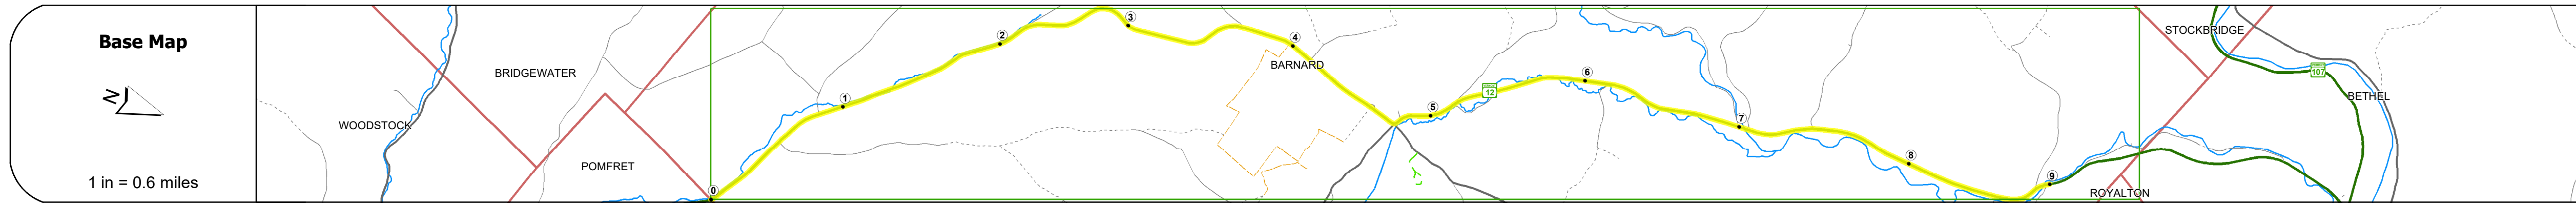 Base Map
N
1 in = 0.6 miles
WOODSTOCK
BRIDGEWATER
POMFRET
0
1
2
3
4
BARNARD
5
12
6
7
8
9
ROYALTON
STOCKBRIDGE
107
BETHEL